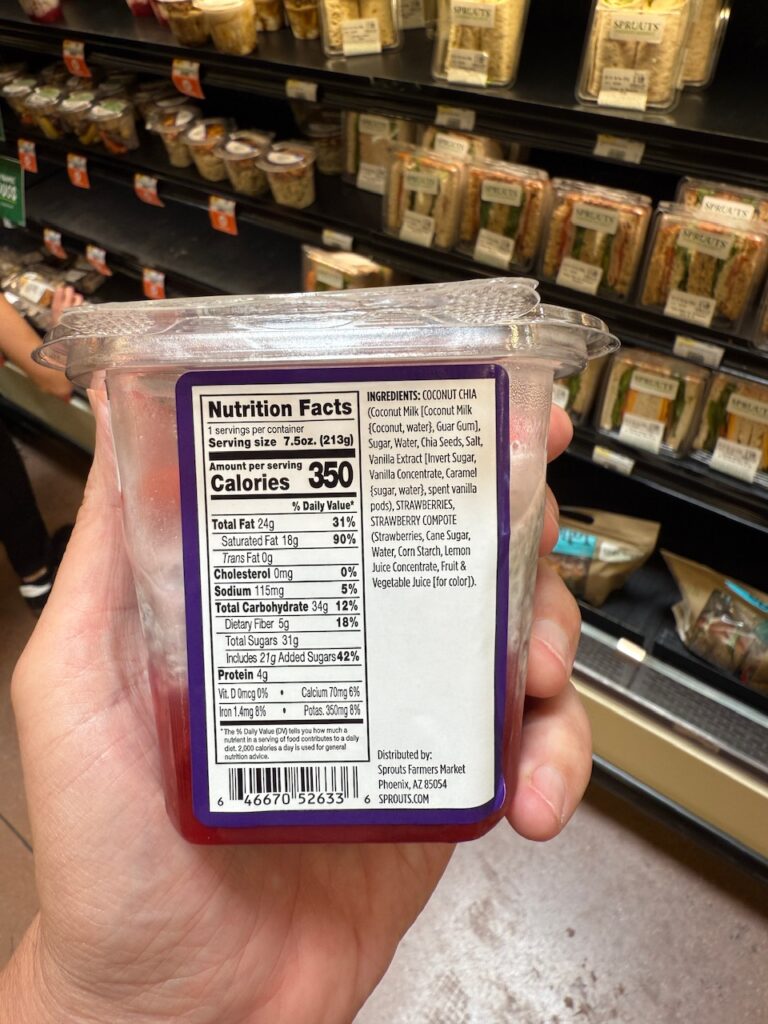 SPROUTS
SPROUTS
SPROUTS
SPROUTS
SPROUTS
SPROUTS
SPROUTS
SPROUTS
SPROUTS
Nutrition Facts
1 servings per container
Serving size 7.5oz. (213g)
Amount per serving
Calories 350
% Daily Value*
Total Fat 24g 31%
Saturated Fat 18g 90%
Trans Fat 0g
Cholesterol 0mg 0%
Sodium 115mg 5%
Total Carbohydrate 34g 12%
Dietary Fiber 5g 18%
Total Sugars 31g
Includes 21g Added Sugars 42%
Protein 4g
Vit. D 0mcg 0% • Calcium 70mg 6%
Iron 1.4mg 8% • Potas. 350mg 8%
*The % Daily Value (DV) tells you how much a
nutrient in a serving of food contributes to a daily
diet. 2,000 calories a day is used for general
nutrition advice.
6 46670 52633 6
INGREDIENTS: COCONUT CHIA
(Coconut Milk [Coconut Milk
{Coconut, water}, Guar Gum],
Sugar, Water, Chia Seeds, Salt,
Vanilla Extract [Invert Sugar,
Vanilla Concentrate, Caramel
{sugar, water}, spent vanilla
pods), STRAWBERRIES,
STRAWBERRY COMPOTE
(Strawberries, Cane Sugar,
Water, Corn Starch, Lemon
Juice Concentrate, Fruit &
Vegetable Juice [for color]).
Distributed by:
Sprouts Farmers Market
Phoenix, AZ 85054
SPROUTS.COM